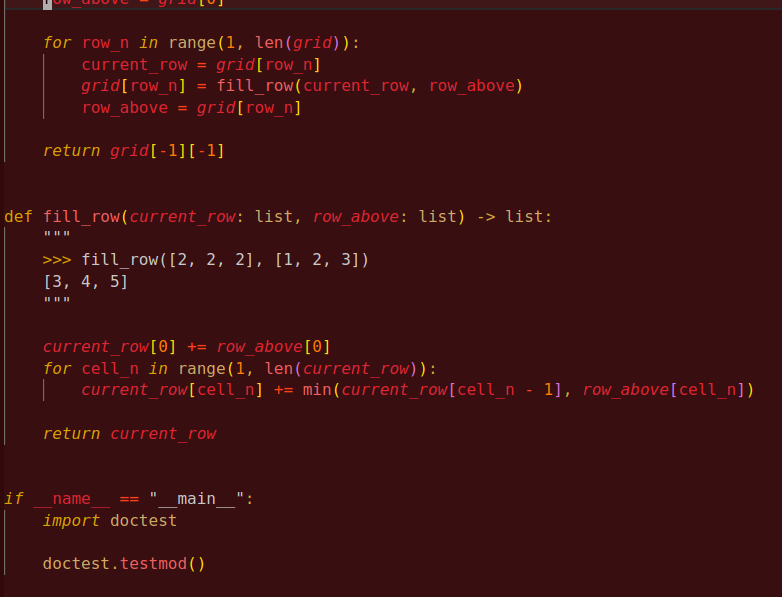 row_above = grid[0]
for row_n in range(1, len(grid)):
current_row = grid[row_n]
grid[row_n] = fill_row(current_row, row_above)
row_above = grid[row_n]
return grid[-1][-1]
def fill_row(current_row: list, row_above: list) -> list:
"""
>>> fill_row([2, 2, 2], [1, 2, 3])
[3, 4, 5]
"""
current_row[0] += row_above[0]
for cell_n in range(1, len(current_row)):
current_row[cell_n] += min(current_row[cell_n - 1], row_above[cell_n])
return current_row
if __name__ == "__main__":
import doctest
doctest.testmod()